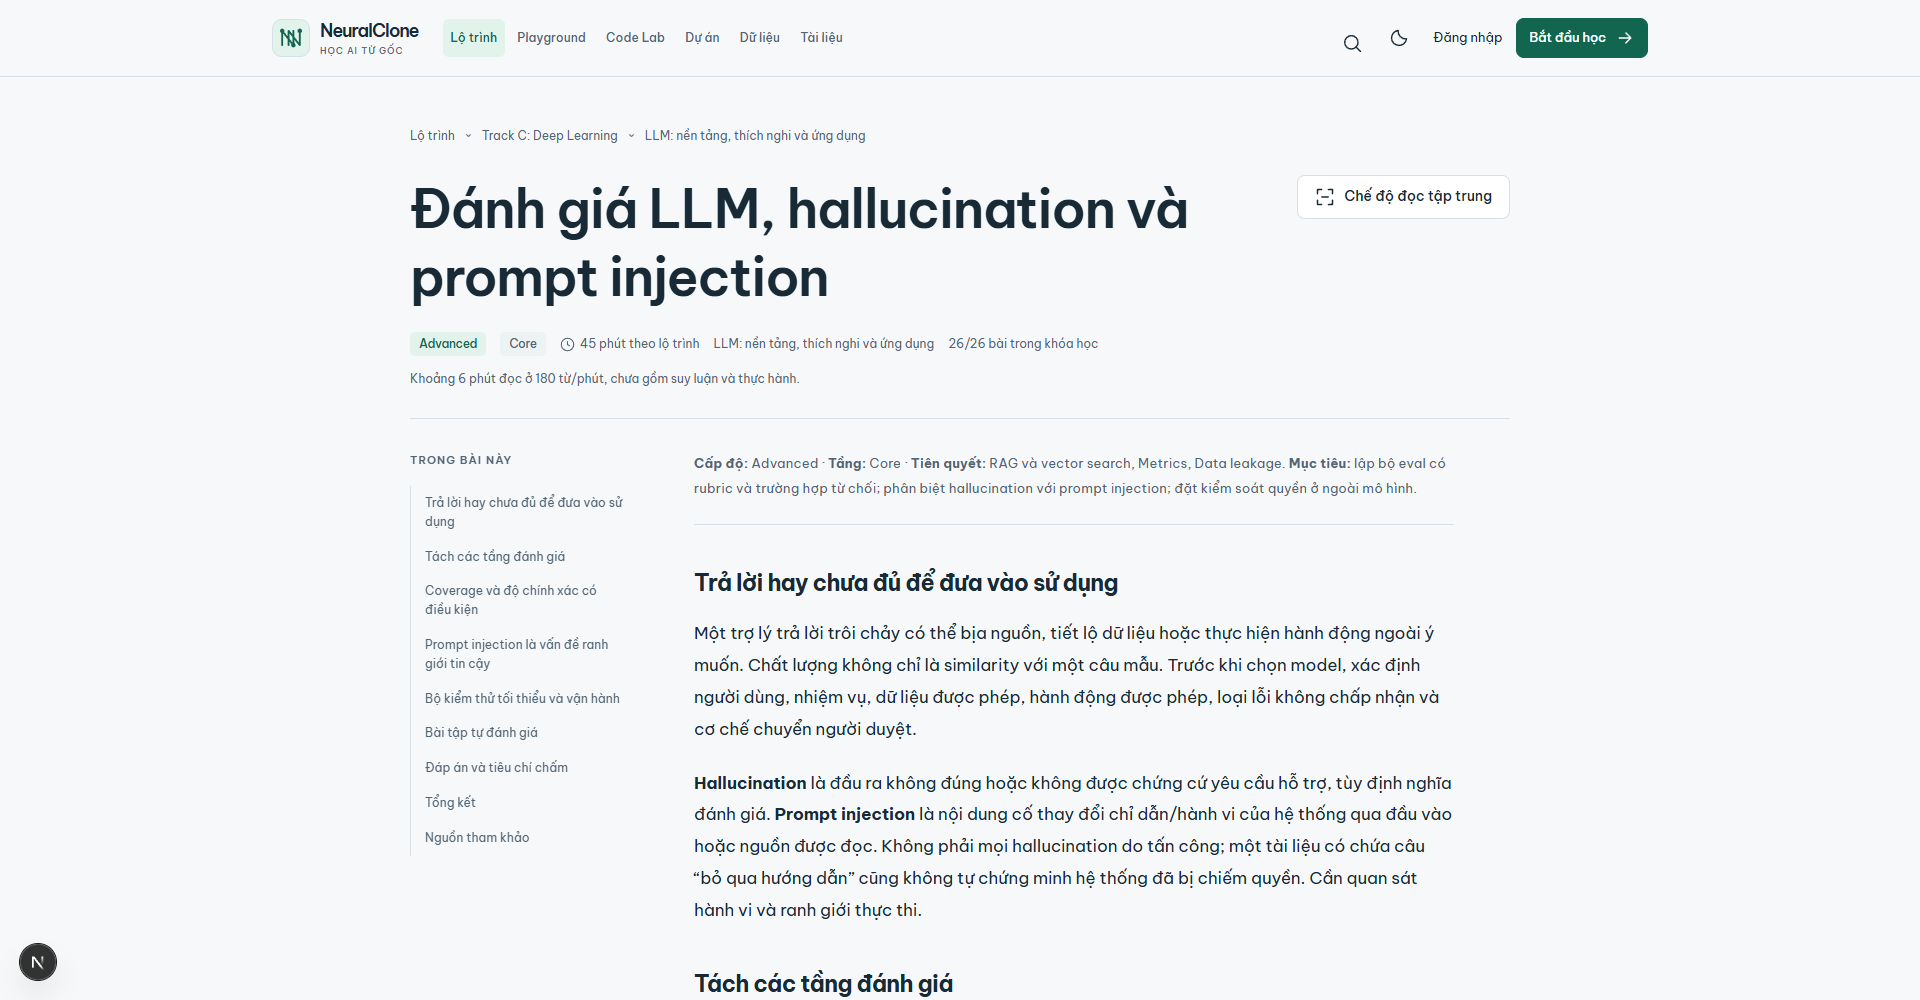 NeuralClone
HỌC AI TỪ GỐC
Lộ trình
Playground
Code Lab
Dự án
Dữ liệu
Tài liệu
Đăng nhập
Bắt đầu học
Lộ trình
Track C: Deep Learning
LLM: nền tảng, thích nghi và ứng dụng
Đánh giá LLM, hallucination và
prompt injection
Chế độ đọc tập trung
Advanced
Core
45 phút theo lộ trình
LLM: nền tảng, thích nghi và ứng dụng
26/26 bài trong khóa học
Khoảng 6 phút đọc ở 180 từ/phút, chưa gồm suy luận và thực hành.
TRONG BÀI NÀY
Trả lời hay chưa đủ để đưa vào sử
dụng
Tách các tầng đánh giá
Coverage và độ chính xác có
điều kiện
Prompt injection là vấn đề ranh
giới tin cậy
Bộ kiểm thử tối thiểu và vận hành
Bài tập tự đánh giá
Đáp án và tiêu chí chấm
Tổng kết
Nguồn tham khảo
Cấp độ: Advanced · Tầng: Core · Tiên quyết: RAG và vector search, Metrics, Data leakage. Mục tiêu: lập bộ eval có
rubric và trường hợp từ chối; phân biệt hallucination với prompt injection; đặt kiểm soát quyền ở ngoài mô hình.
Trả lời hay chưa đủ để đưa vào sử dụng
Một trợ lý trả lời trôi chảy có thể bịa nguồn, tiết lộ dữ liệu hoặc thực hiện hành động ngoài ý
muốn. Chất lượng không chỉ là similarity với một câu mẫu. Trước khi chọn model, xác định
người dùng, nhiệm vụ, dữ liệu được phép, hành động được phép, loại lỗi không chấp nhận và
cơ chế chuyển người duyệt.
Hallucination là đầu ra không đúng hoặc không được chứng cứ yêu cầu hỗ trợ, tùy định nghĩa
đánh giá. Prompt injection là nội dung cố thay đổi chỉ dẫn/hành vi của hệ thống qua đầu vào
hoặc nguồn được đọc. Không phải mọi hallucination do tấn công; một tài liệu có chứa câu
“bỏ qua hướng dẫn” cũng không tự chứng minh hệ thống đã bị chiếm quyền. Cần quan sát
hành vi và ranh giới thực thi.
Tách các tầng đánh giá